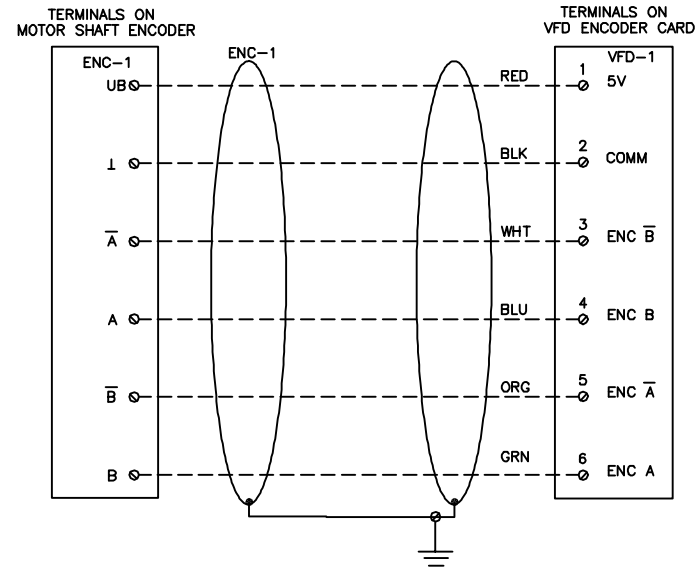 TERMINALS ON
MOTOR SHAFT ENCODER
TERMINALS ON
VFD ENCODER CARD
ENC-1
ENC-1
VFD-1
UB
RED
1
5V
⊥
BLK
2
COMM
A̅
WHT
3
ENC B̅
A
BLU
4
ENC B
B̅
ORG
5
ENC A̅
B
GRN
6
ENC A